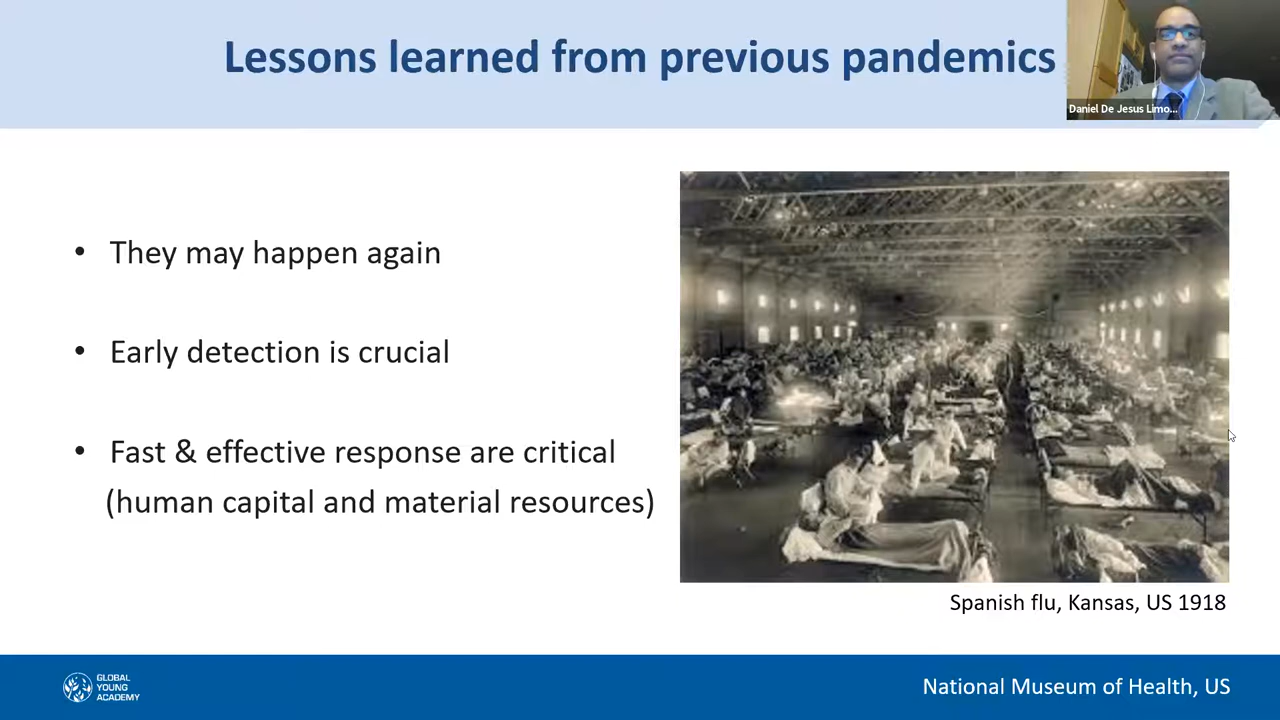 Lessons learned from previous pandemics
Daniel De Jesus Limo...
• They may happen again
• Early detection is crucial
• Fast & effective response are critical
(human capital and material resources)
Spanish flu, Kansas, US 1918
GLOBAL
YOUNG
ACADEMY
National Museum of Health, US